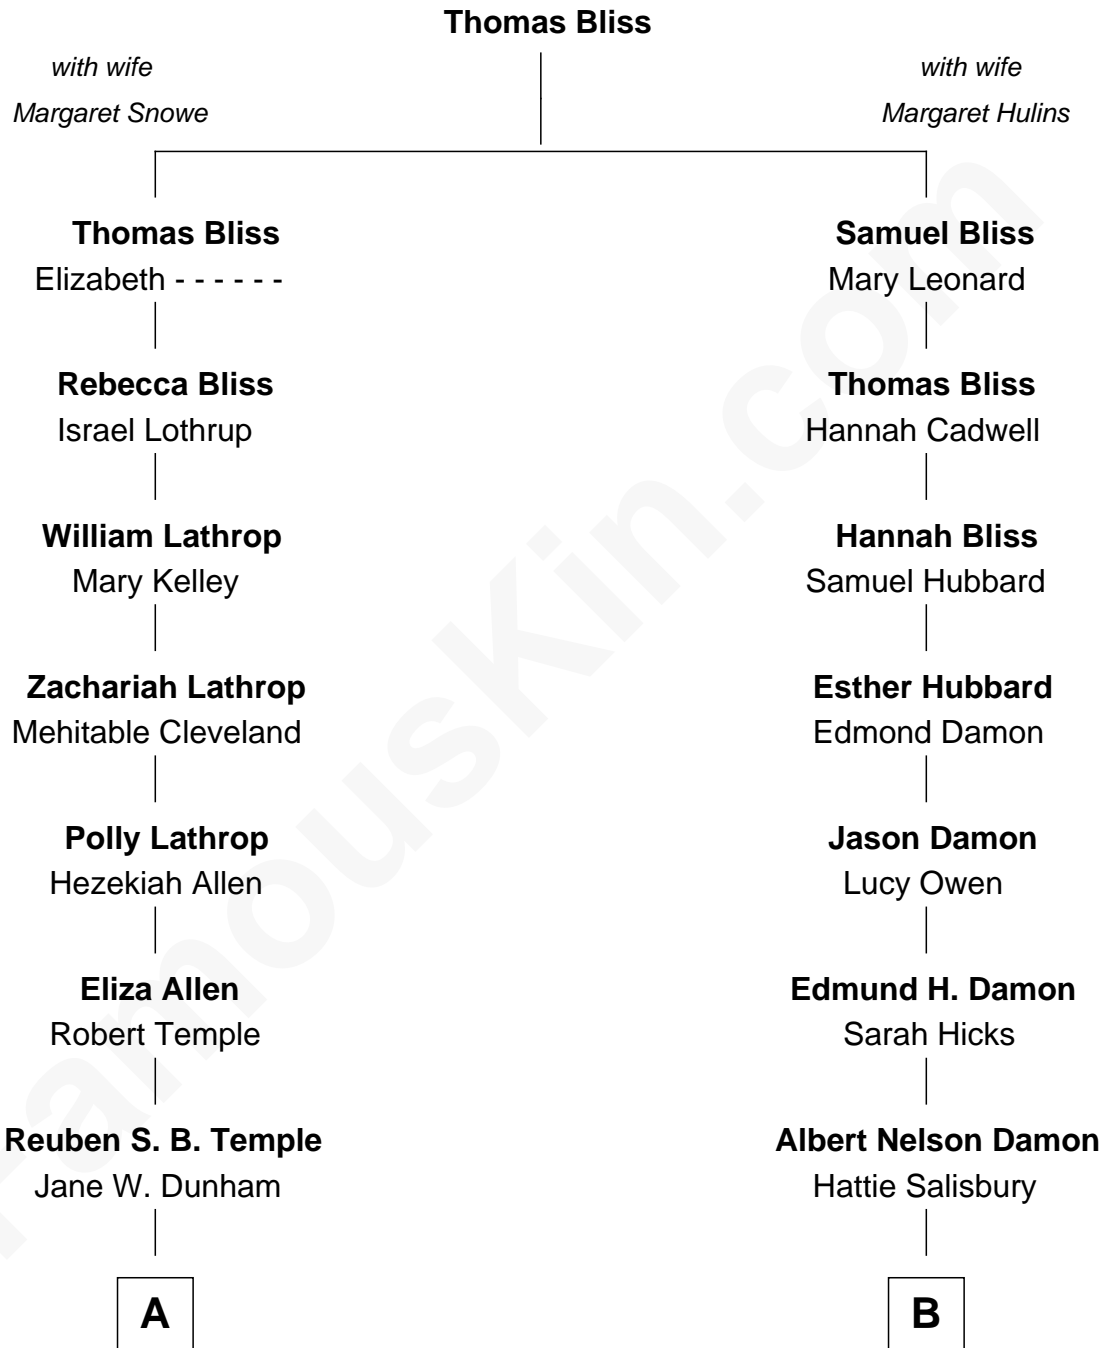 Thomas Bliss
with wife
Margaret Snowe
with wife
Margaret Hulins
Thomas Bliss
Elizabeth - - - - - -
Samuel Bliss
Mary Leonard
Rebecca Bliss
Israel Lothrup
Thomas Bliss
Hannah Cadwell
William Lathrop
Mary Kelley
Hannah Bliss
Samuel Hubbard
Zachariah Lathrop
Mehitable Cleveland
Esther Hubbard
Edmond Damon
Polly Lathrop
Hezekiah Allen
Jason Damon
Lucy Owen
Eliza Allen
Robert Temple
Edmund H. Damon
Sarah Hicks
Reuben S. B. Temple
Jane W. Dunham
Albert Nelson Damon
Hattie Salisbury
A
B
FamousKin.com